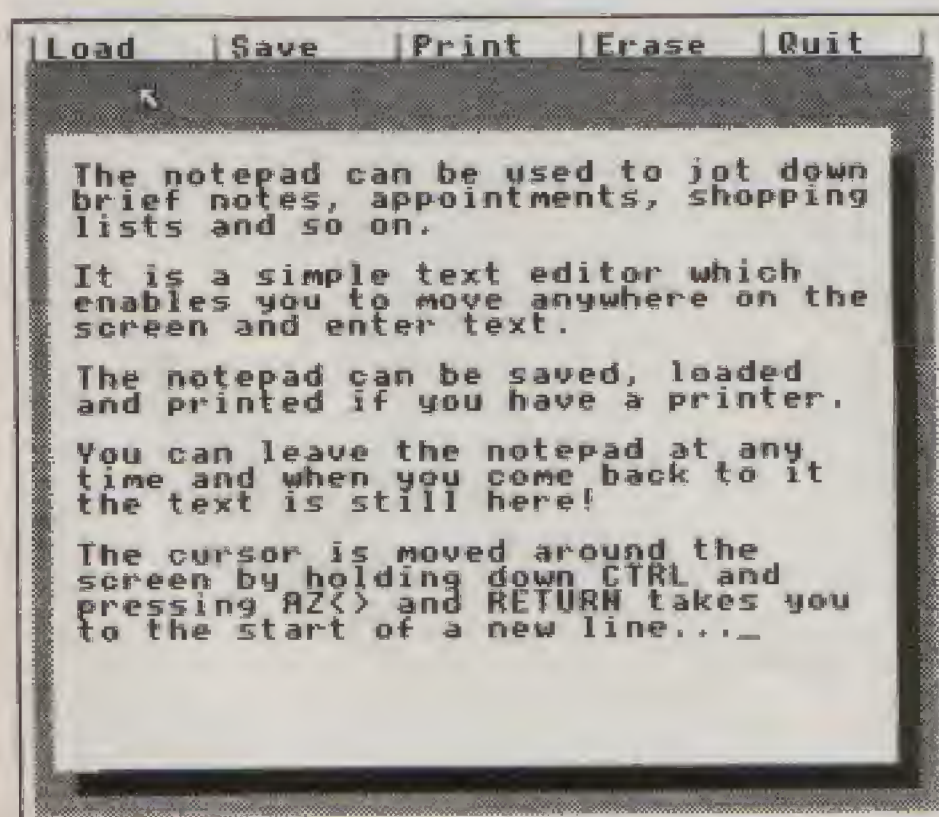 |Load |Save |Print |Erase |Quit |
The notepad can be used to jot down
brief notes, appointments, shopping
lists and so on.
It is a simple text editor which
enables you to move anywhere on the
screen and enter text.
The notepad can be saved, loaded
and printed if you have a printer.
You can leave the notepad at any
time and when you come back to it
the text is still here!
The cursor is moved around the
screen by holding down CTRL and
pressing AZ<> and RETURN takes you
to the start of a new line..._